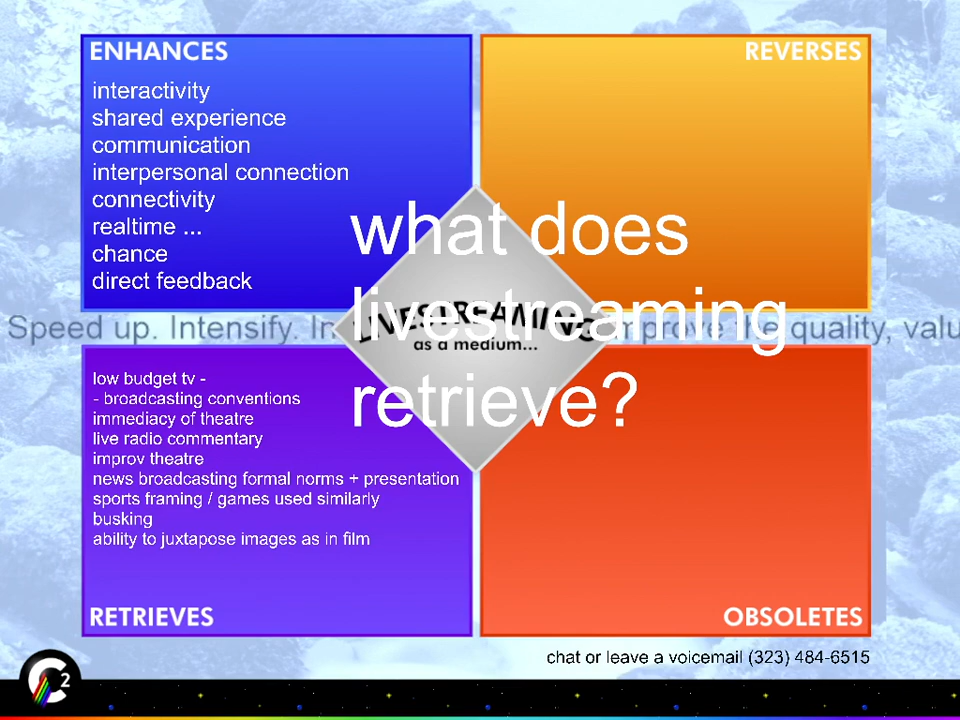 ENHANCES
interactivity
shared experience
communication
interpersonal connection
connectivity
realtime ...
chance
direct feedback
REVERSES
what does
livestreaming
retrieve?
LIVESTREAMING
as a medium...
Speed up. Intensify. improve in quality, valu
low budget tv -
- broadcasting conventions
immediacy of theatre
live radio commentary
improv theatre
news broadcasting formal norms + presentation
sports framing / games used similarly
busking
ability to juxtapose images as in film
RETRIEVES
OBSOLETES
chat or leave a voicemail (323) 484-6515
C2